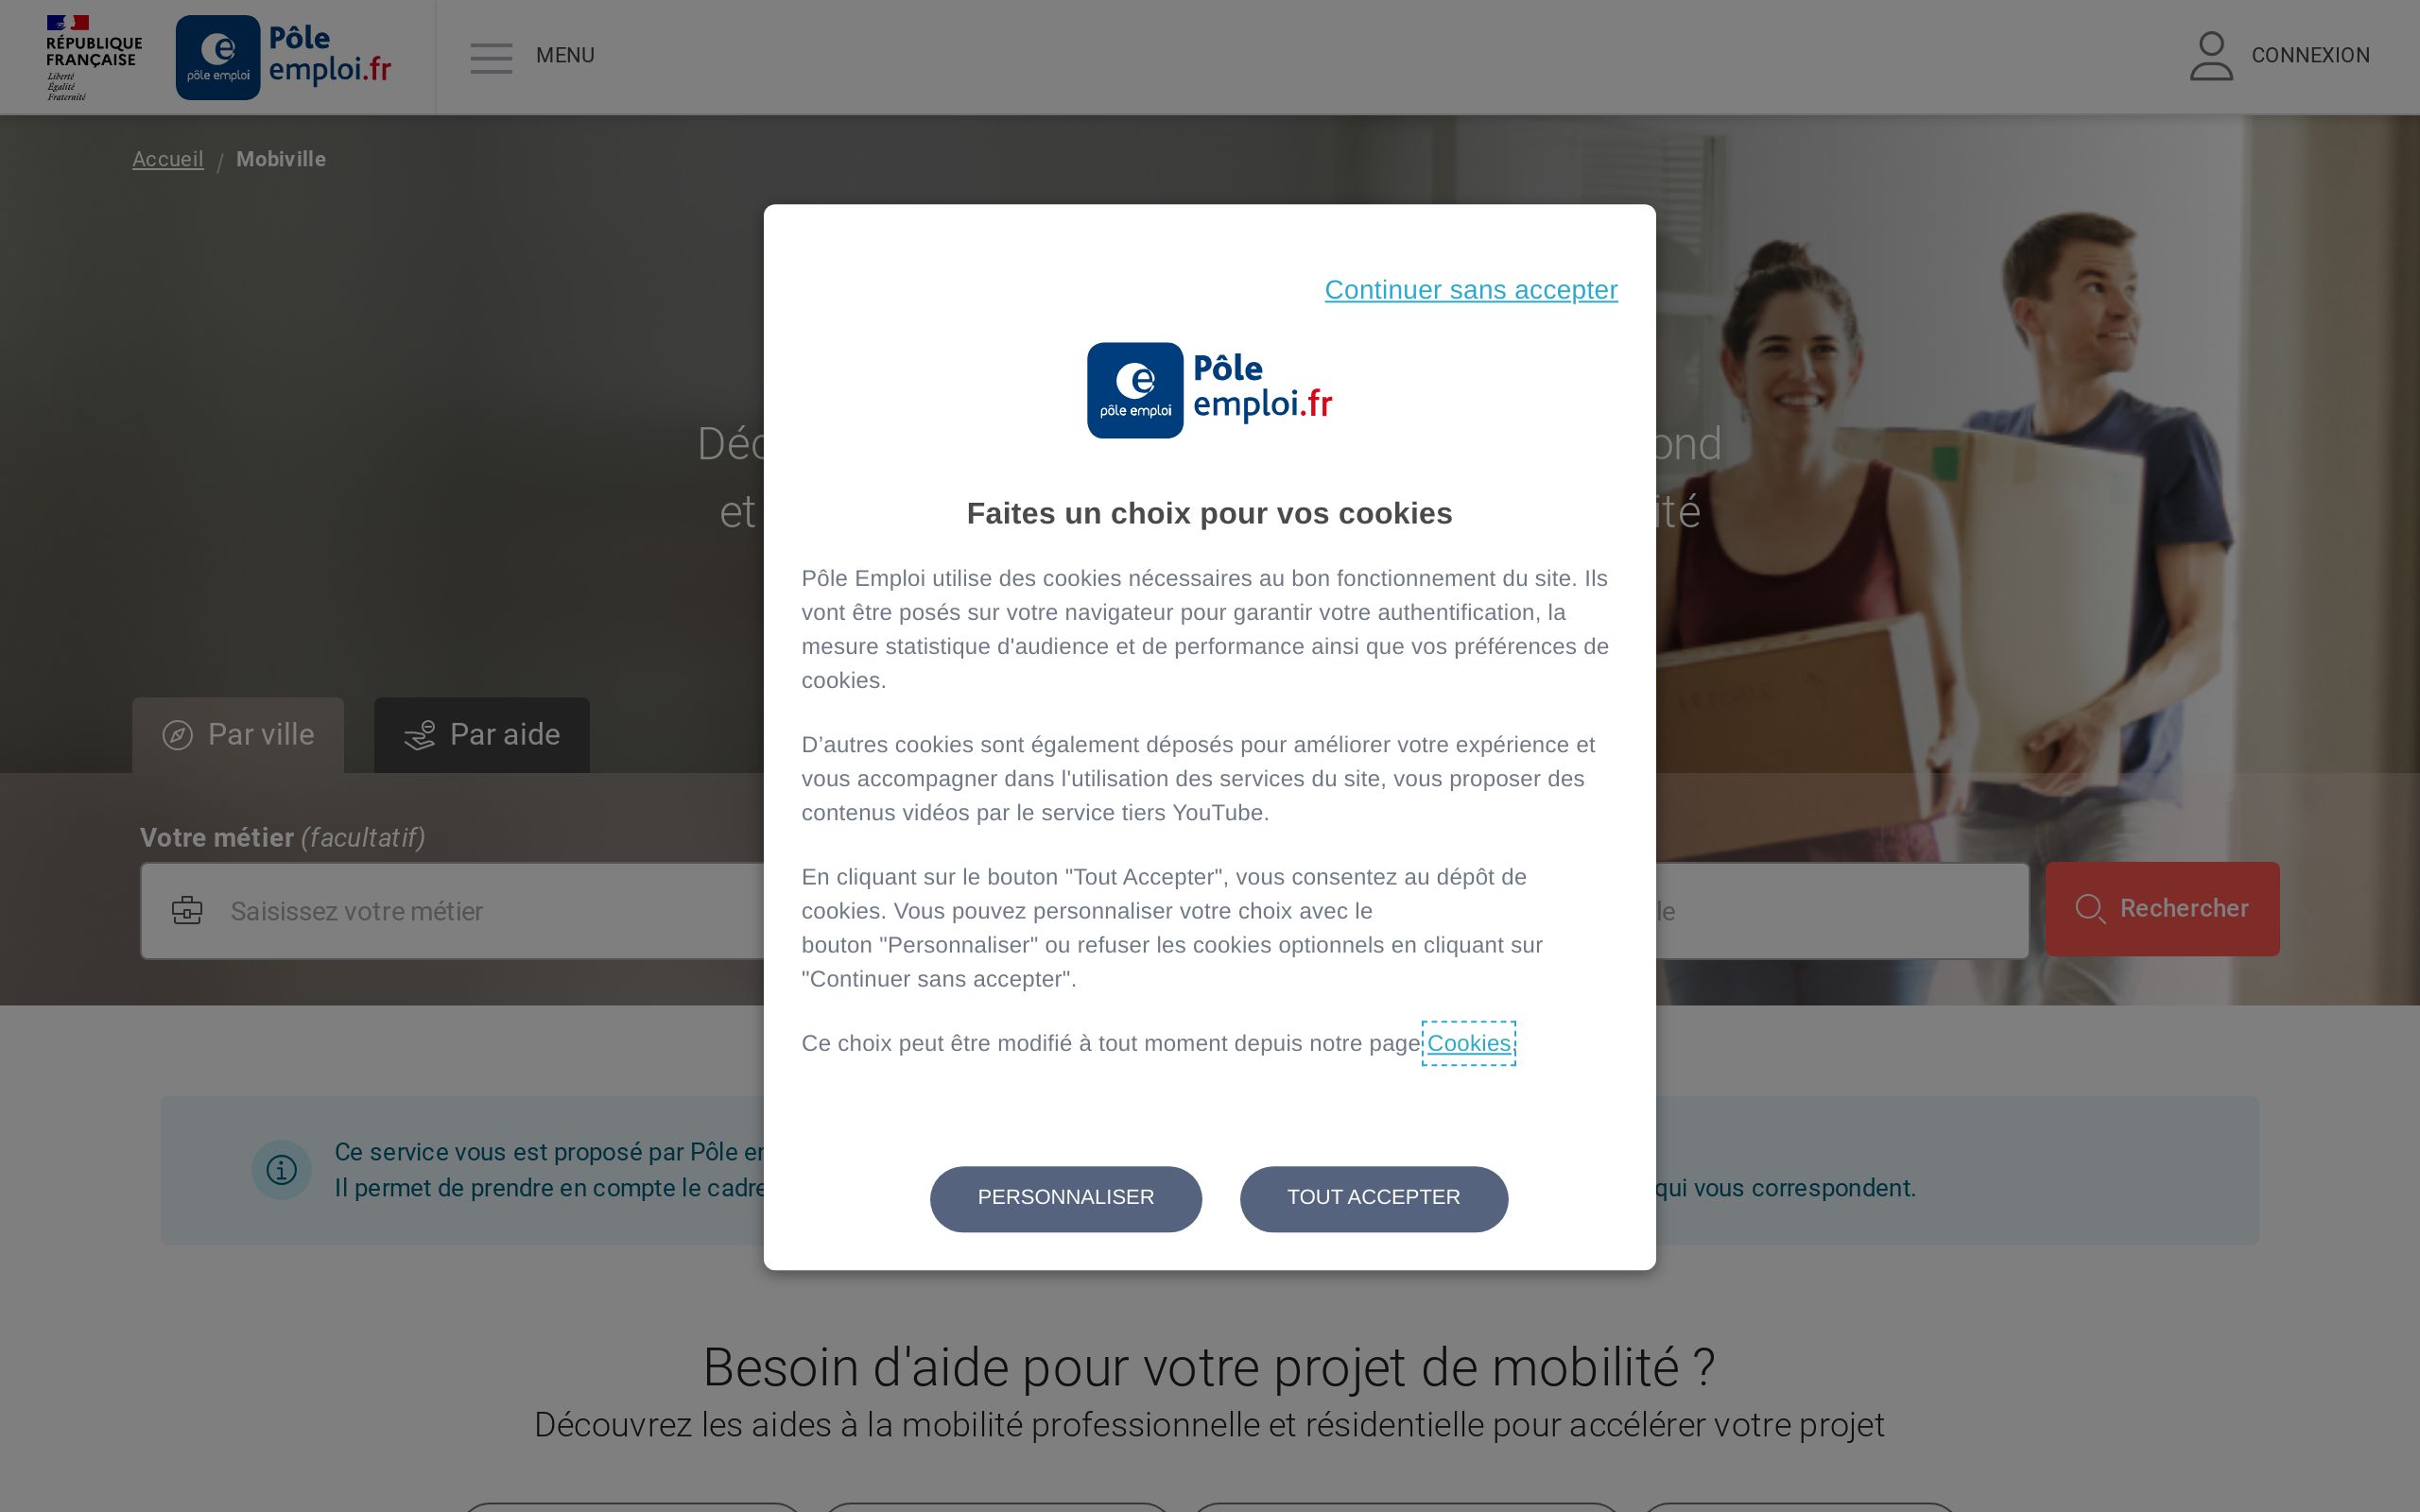 RÉPUBLIQUE
FRANÇAISE
Liberté
Égalité
Fraternité
pôle emploi
Pôle
emploi.fr
MENU
CONNEXION
Accueil / Mobiville
Continuer sans accepter
pôle emploi
Pôle
emploi.fr
Faites un choix pour vos cookies
Pôle Emploi utilise des cookies nécessaires au bon fonctionnement du site. Ils
vont être posés sur votre navigateur pour garantir votre authentification, la
mesure statistique d'audience et de performance ainsi que vos préférences de
cookies.
D’autres cookies sont également déposés pour améliorer votre expérience et
vous accompagner dans l'utilisation des services du site, vous proposer des
contenus vidéos par le service tiers YouTube.
En cliquant sur le bouton "Tout Accepter", vous consentez au dépôt de
cookies. Vous pouvez personnaliser votre choix avec le
bouton "Personnaliser" ou refuser les cookies optionnels en cliquant sur
"Continuer sans accepter".
Ce choix peut être modifié à tout moment depuis notre page Cookies.
PERSONNALISER
TOUT ACCEPTER
et
Par ville
Par aide
Votre métier (facultatif)
Saisissez votre métier
Rechercher
Ce service vous est proposé par Pôle
Il permet de prendre en compte le cadre
qui vous correspondent.
Besoin d'aide pour votre projet de mobilité ?
Découvrez les aides à la mobilité professionnelle et résidentielle pour accélérer votre projet